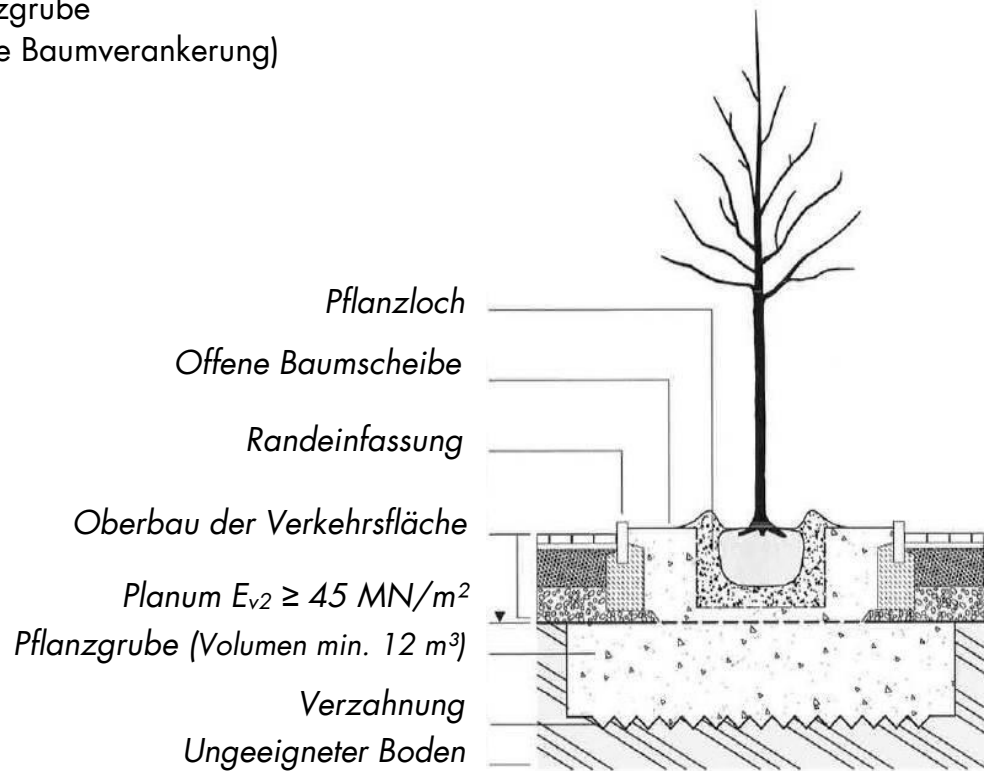 zgrube
e Baumverankerung)
Pflanzloch
Offene Baumscheibe
Randeinfassung
Oberbau der Verkehrsfläche
Planum Ev2 ≥ 45 MN/m²
Pflanzgrube (Volumen min. 12 m³)
Verzahnung
Ungeeigneter Boden